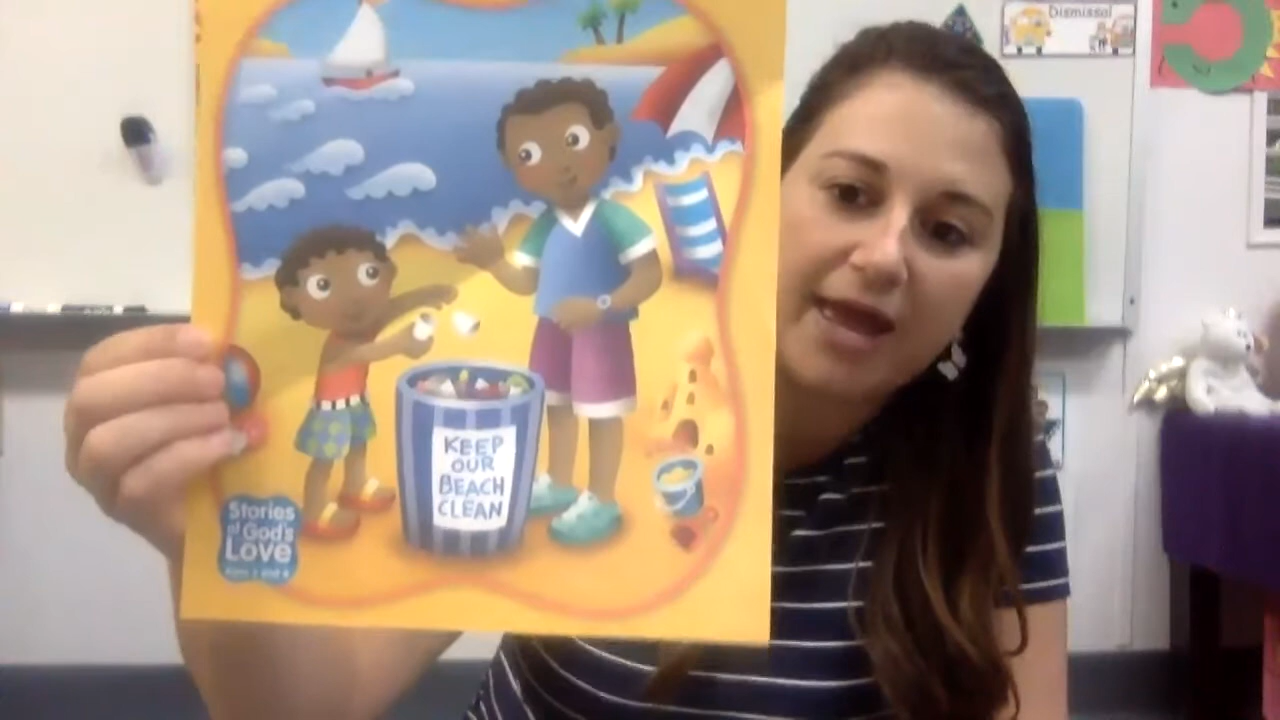 Dismissal
KEEP
OUR
BEACH
CLEAN
Stories
of God's
Love